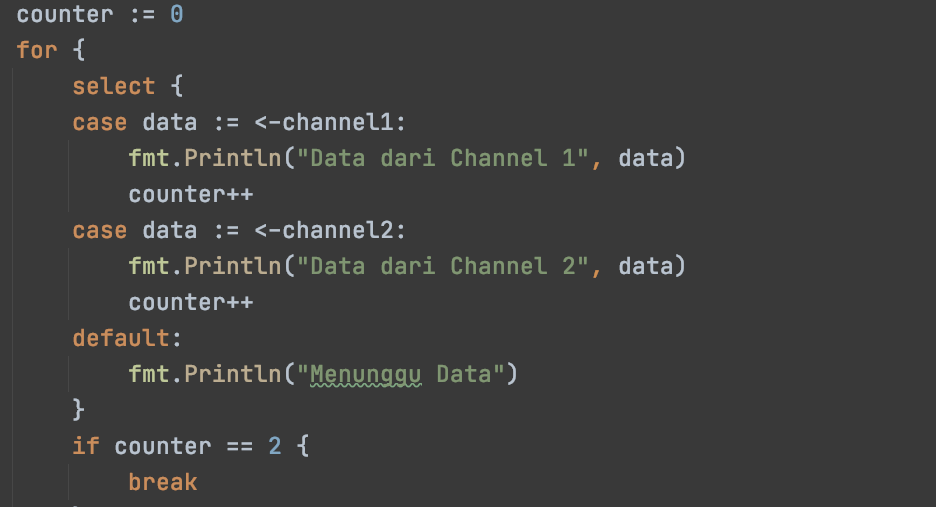 counter := 0
for {
    select {
    case data := <-channel1:
        fmt.Println("Data dari Channel 1", data)
        counter++
    case data := <-channel2:
        fmt.Println("Data dari Channel 2", data)
        counter++
    default:
        fmt.Println("Menunggu Data")
    }
    if counter == 2 {
        break